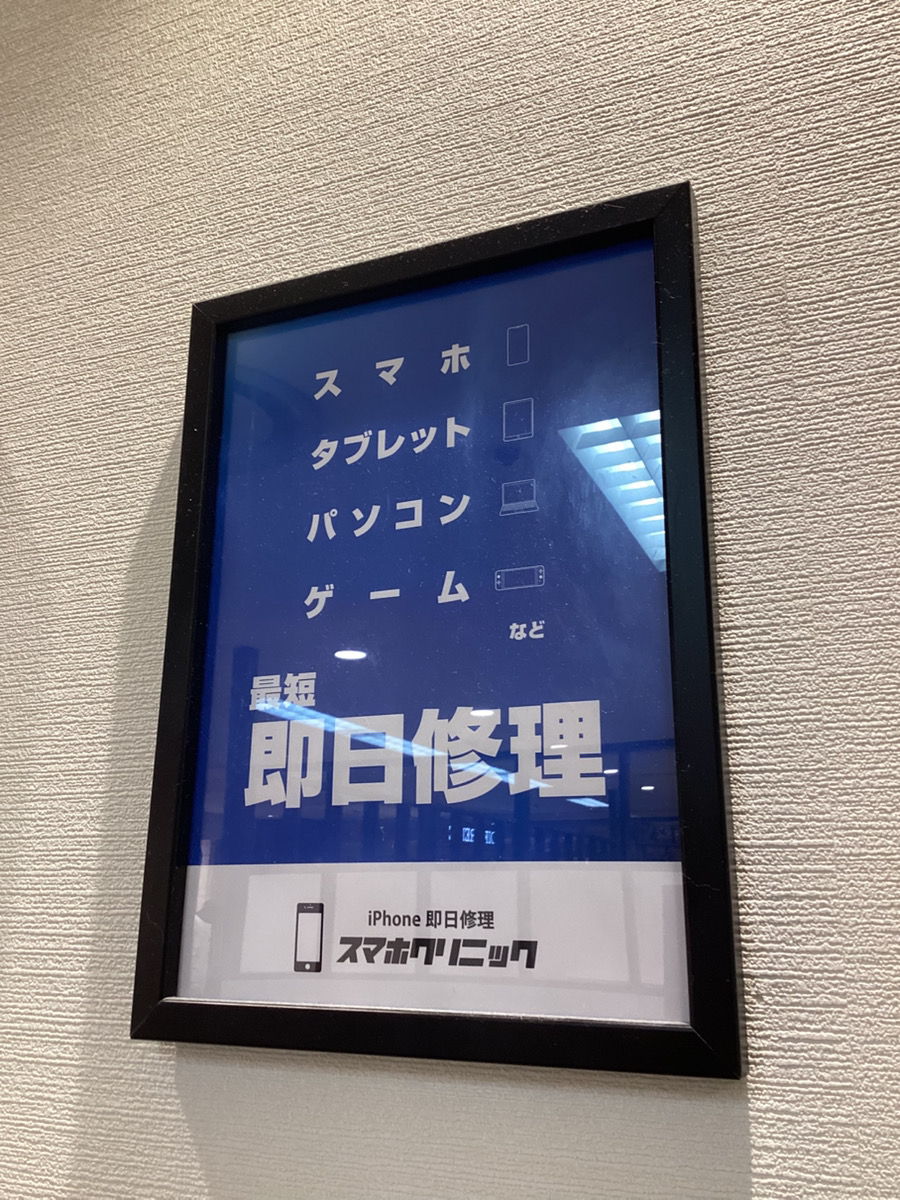 スマホ
タブレット
パソコン
ゲーム
など
最短
即日修理
iPhone 即日修理
スマホクリニック